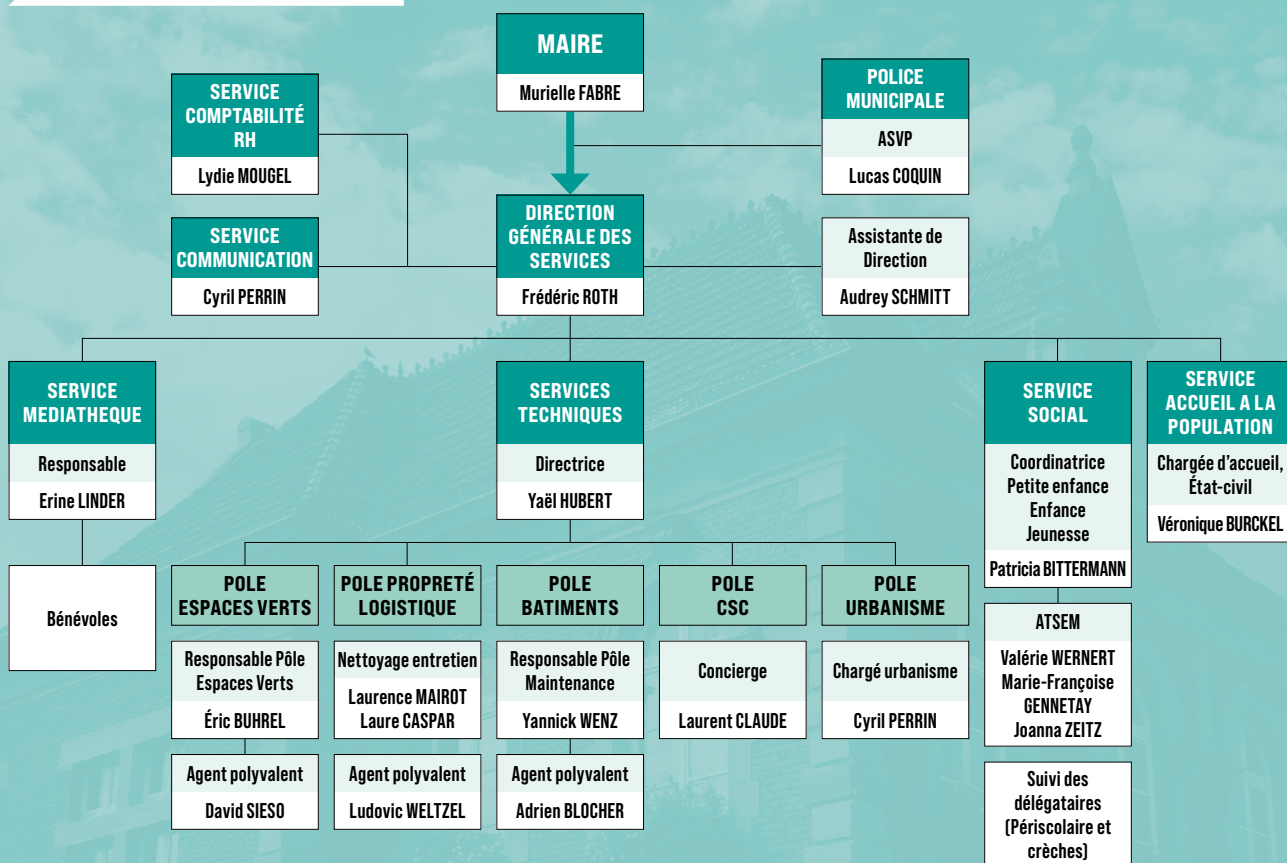 MAIRE
Murielle FABRE
SERVICE
COMPTABILITÉ
RH
Lydie MOUGEL
POLICE
MUNICIPALE
ASVP
Lucas COQUIN
SERVICE
COMMUNICATION
Cyril PERRIN
DIRECTION
GÉNÉRALE DES
SERVICES
Frédéric ROTH
Assistante de
Direction
Audrey SCHMITT
SERVICE
MEDIATHEQUE
Responsable
Erine LINDER
Bénévoles
SERVICES
TECHNIQUES
Directrice
Yaël HUBERT
POLE
ESPACES VERTS
Responsable Pôle
Espaces Verts
Éric BUHREL
Agent polyvalent
David SIESO
POLE PROPRETÉ
LOGISTIQUE
Nettoyage entretien
Laurence MAIROT
Laure CASPAR
Agent polyvalent
Ludovic WELTZEL
POLE
BATIMENTS
Responsable Pôle
Maintenance
Yannick WENZ
Agent polyvalent
Adrien BLOCHER
POLE
CSC
Concierge
Laurent CLAUDE
POLE
URBANISME
Chargé urbanisme
Cyril PERRIN
SERVICE
SOCIAL
Coordinatrice
Petite enfance
Enfance
Jeunesse
Patricia BITTERMANN
ATSEM
Valérie WERNERT
Marie-Françoise
GENNETAY
Joanna ZEITZ
Suivi des
délégataires
(Périscolaire et
crèches)
SERVICE
ACCUEIL A LA
POPULATION
Chargée d'accueil,
État-civil
Véronique BURCKEL